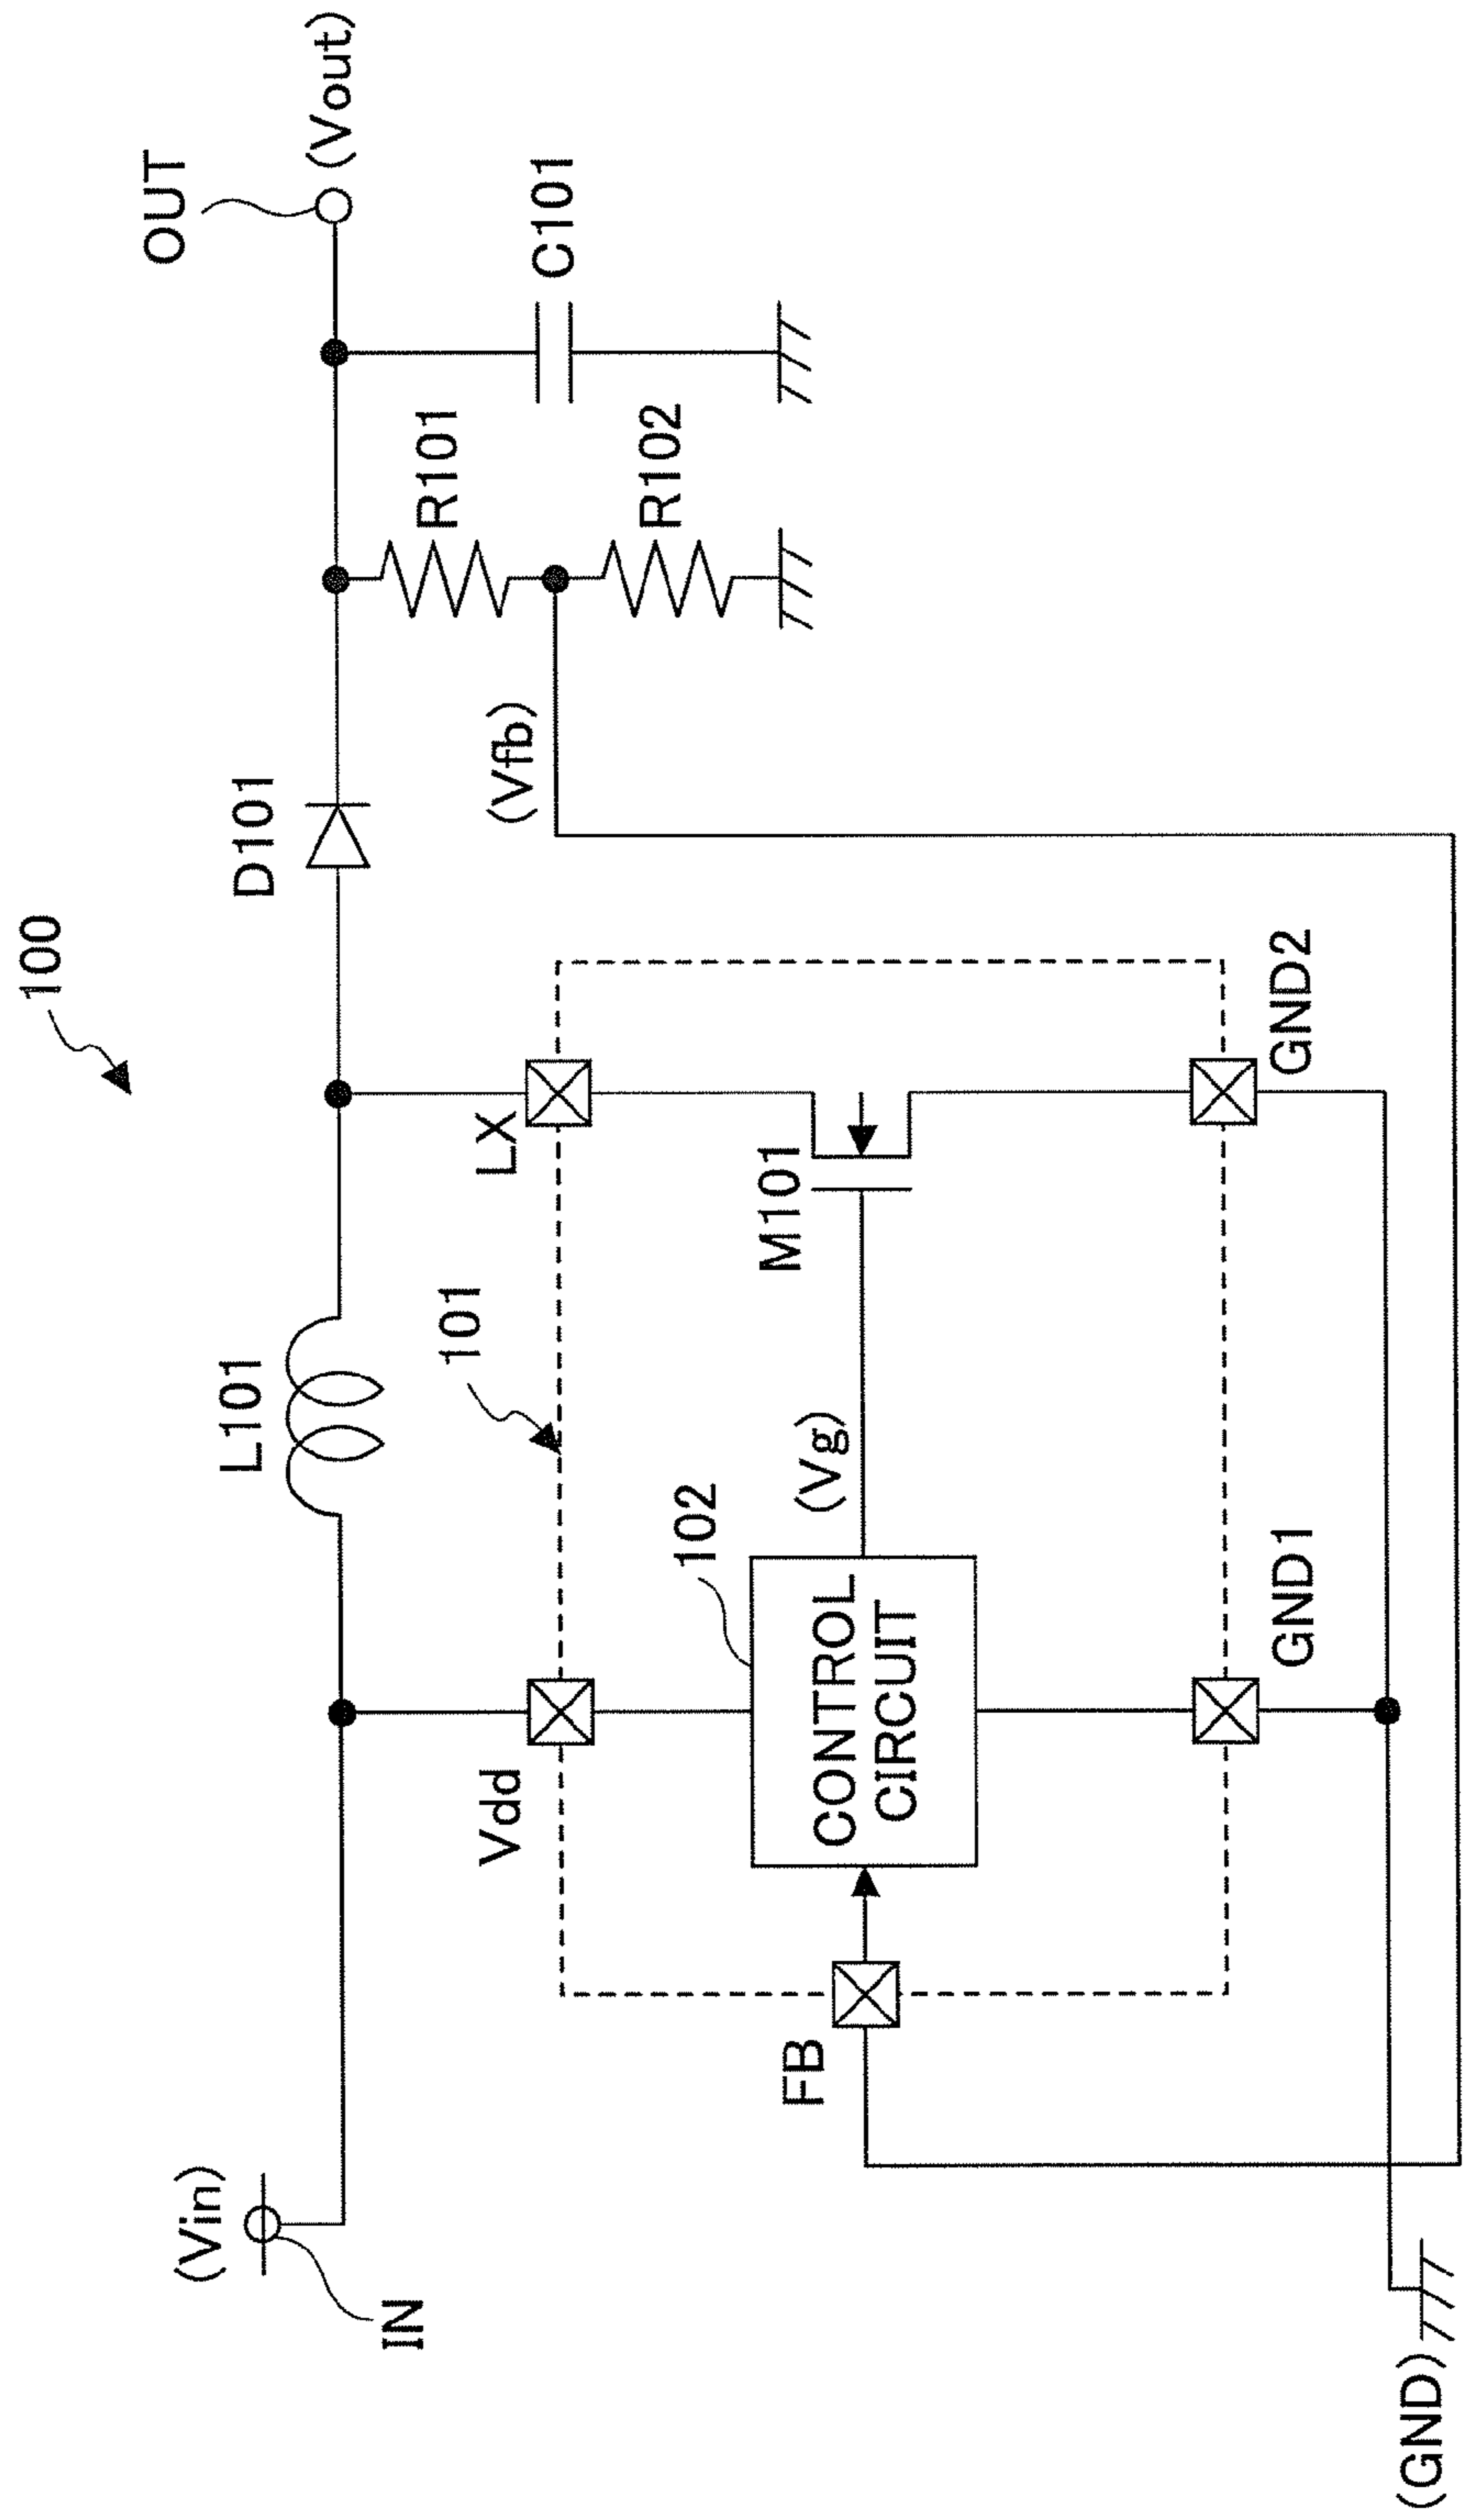 100
(Vin)
IN
L101
D101
OUT
(Vout)
Vdd
101
LX
(Vfb)
R101
R102
C101
FB
102
CONTROL
CIRCUIT
(Vg)
M101
GND1
GND2
(GND)